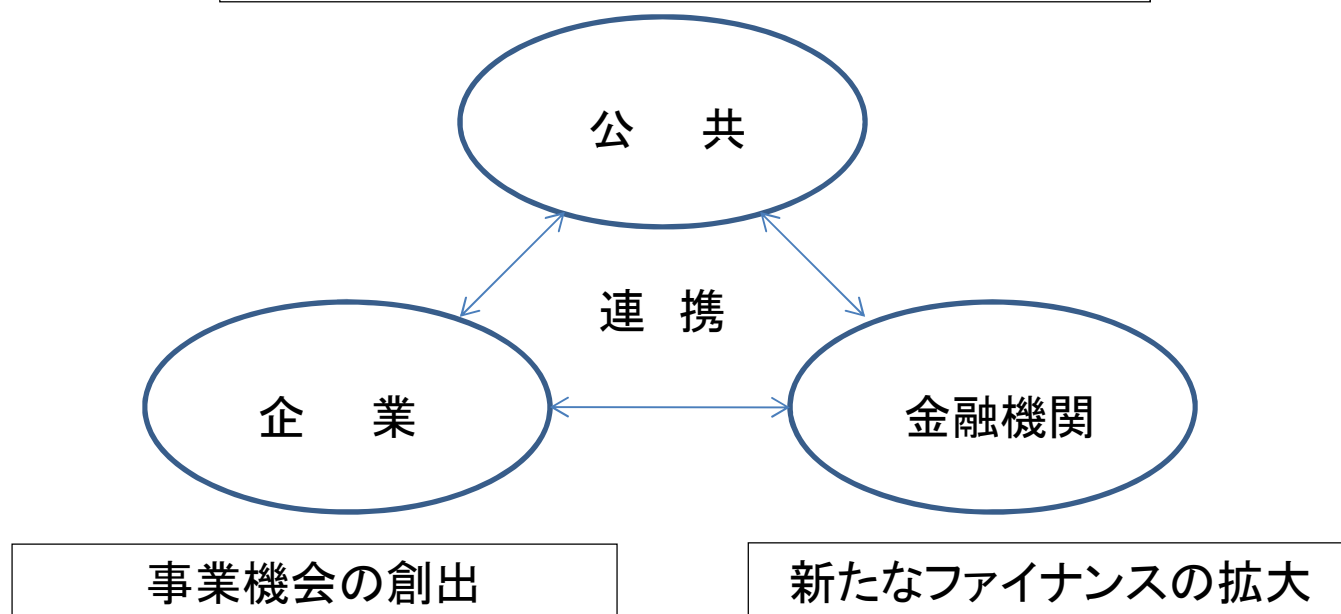 公 共
連 携
企 業
金融機関
事業機会の創出
新たなファイナンスの拡大